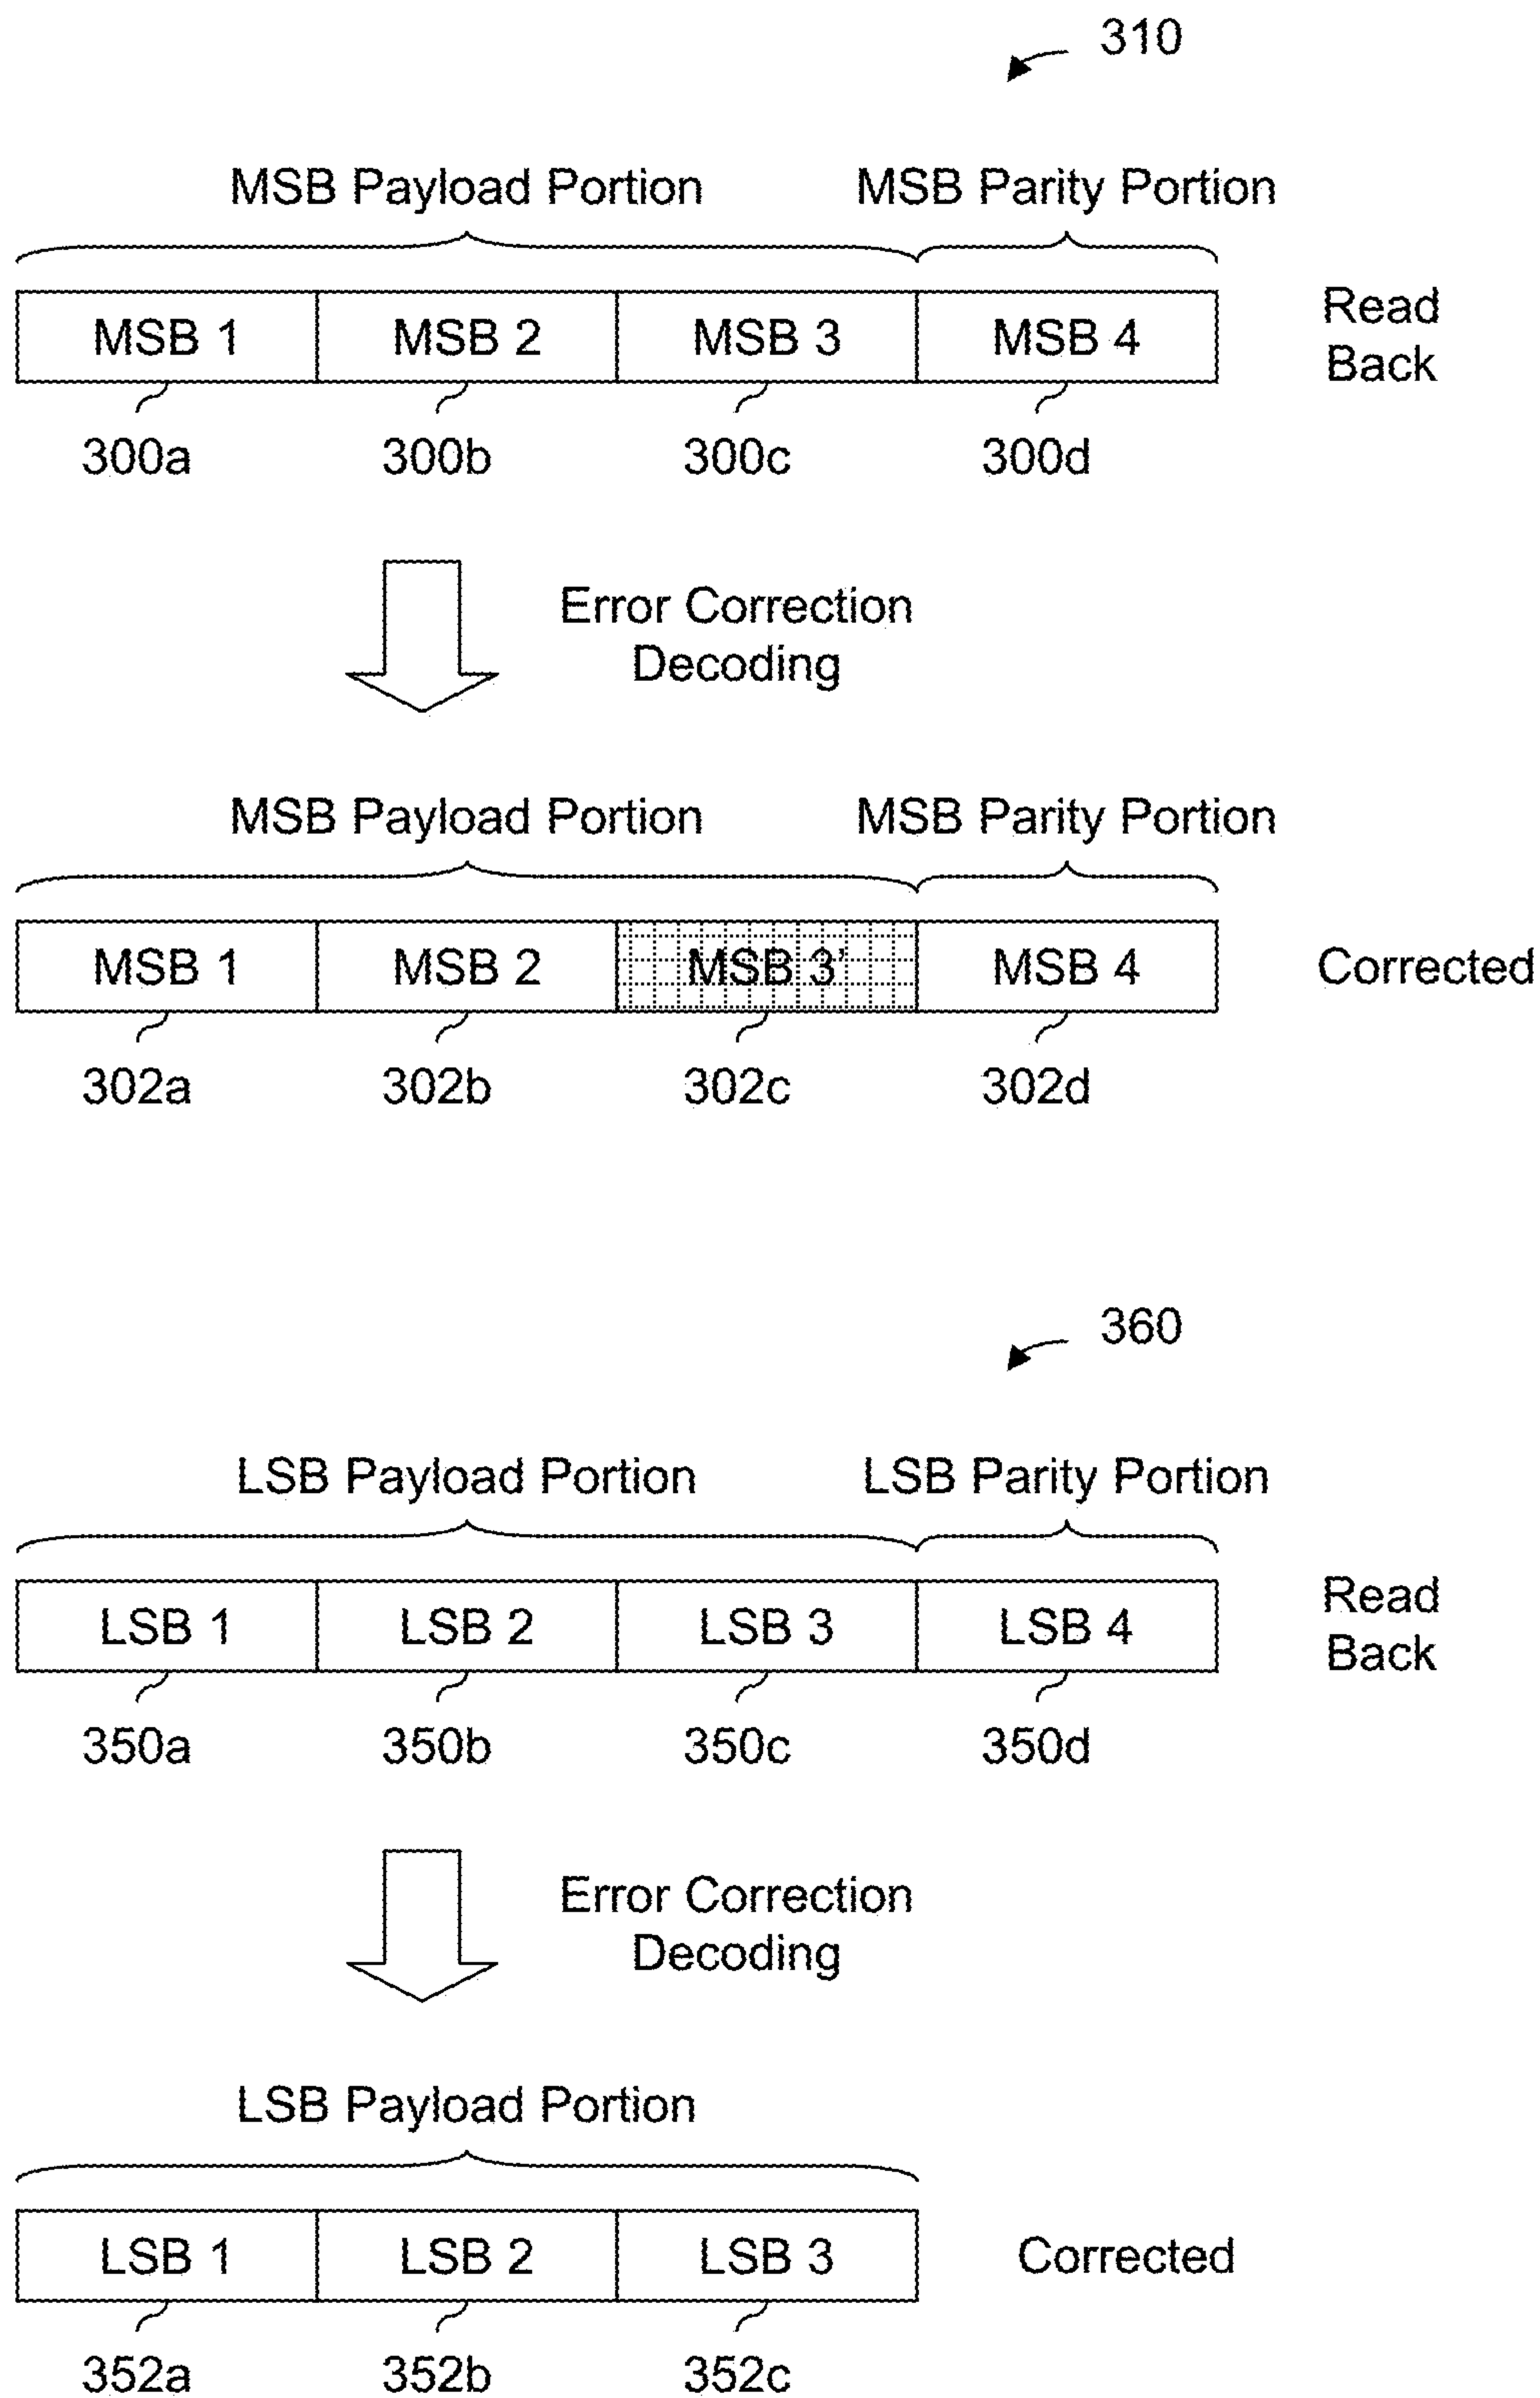 310
MSB Payload Portion MSB Parity Portion
MSB 1 MSB 2 MSB 3 MSB 4 Read
Back
300a 300b 300c 300d
Error Correction
Decoding
MSB Payload Portion MSB Parity Portion
MSB 1 MSB 2 MSB 3' MSB 4 Corrected
302a 302b 302c 302d
360
LSB Payload Portion LSB Parity Portion
LSB 1 LSB 2 LSB 3 LSB 4 Read
Back
350a 350b 350c 350d
Error Correction
Decoding
LSB Payload Portion
LSB 1 LSB 2 LSB 3 Corrected
352a 352b 352c